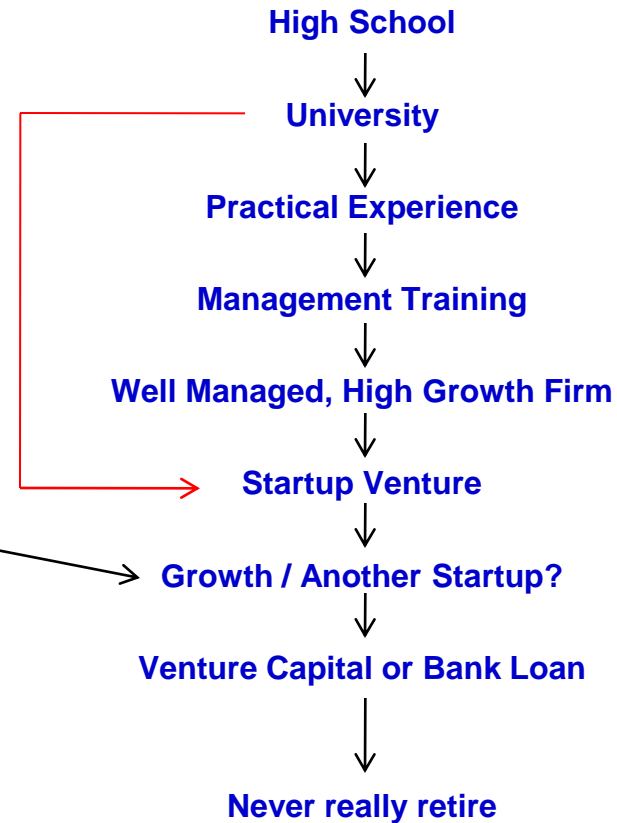 High School
University
Practical Experience
Management Training
Well Managed, High Growth Firm
Startup Venture
Growth / Another Startup?
Venture Capital or Bank Loan
Never really retire